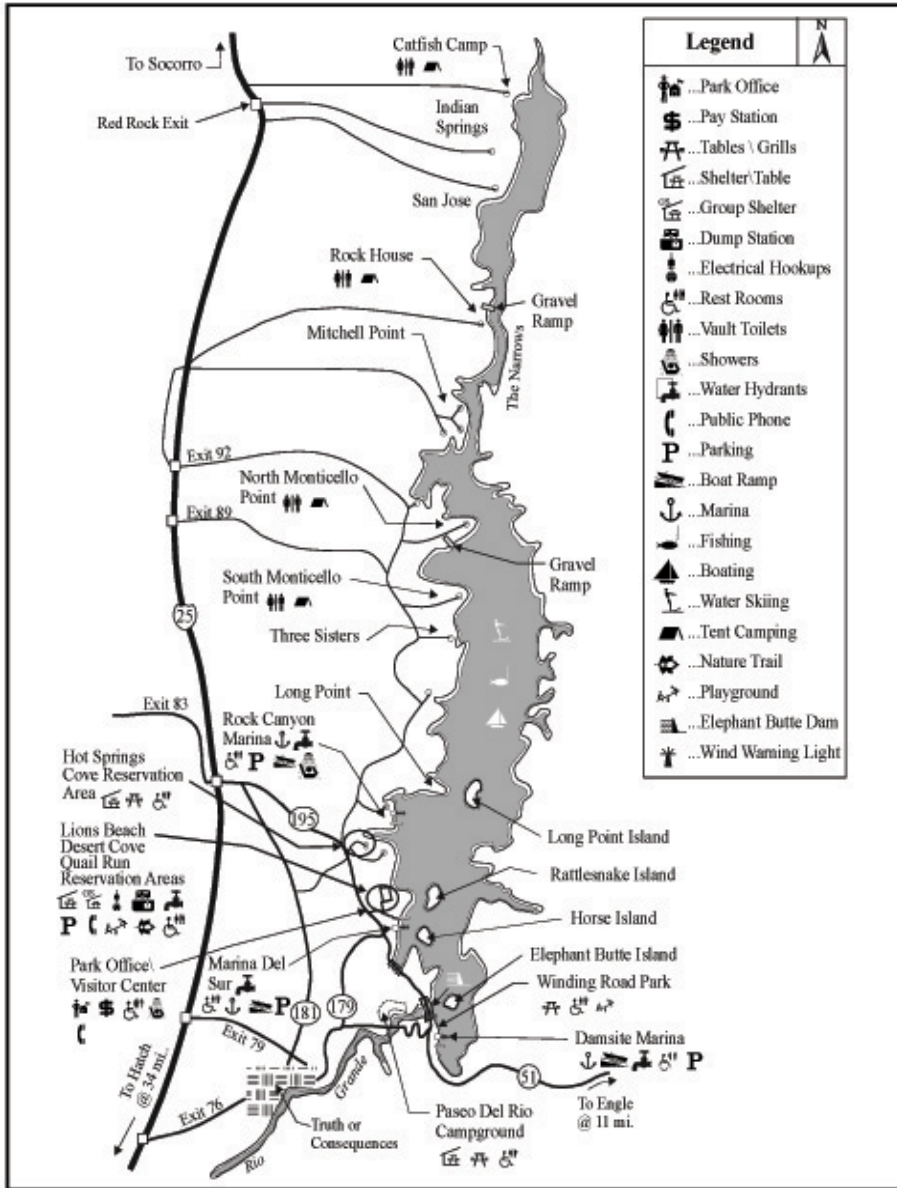 To Socorro
Catfish Camp
Red Rock Exit
Indian
Springs
San Jose
Rock House
Gravel
Ramp
Mitchell Point
The Narrows
Exit 92
North Monticello
Point
Exit 89
Gravel
Ramp
South Monticello
Point
25
Three Sisters
Long Point
Exit 83
Rock Canyon
Marina
P
Hot Springs
Cove Reservation
Area
195
Long Point Island
Lions Beach
Desert Cove
Quail Run
Reservation Areas
GS
P
Rattlesnake Island
Horse Island
Park Office\
Visitor Center
$
Marina Del
Sur
P
Elephant Butte Island
Winding Road Park
181
179
Damsite Marina
P
Exit 79
To Hatch
@ 34 mi..
Exit 76
Rio
Grande
51
To Engle
@ 11 mi.
Truth or
Consequences
Paseo Del Rio
Campground
Legend
N
...Park Office
$ ...Pay Station
...Tables \ Grills
...Shelter\Table
GS ...Group Shelter
...Dump Station
...Electrical Hookups
...Rest Rooms
...Vault Toilets
...Showers
...Water Hydrants
...Public Phone
P ...Parking
...Boat Ramp
...Marina
...Fishing
...Boating
...Water Skiing
...Tent Camping
...Nature Trail
...Playground
...Elephant Butte Dam
...Wind Warning Light